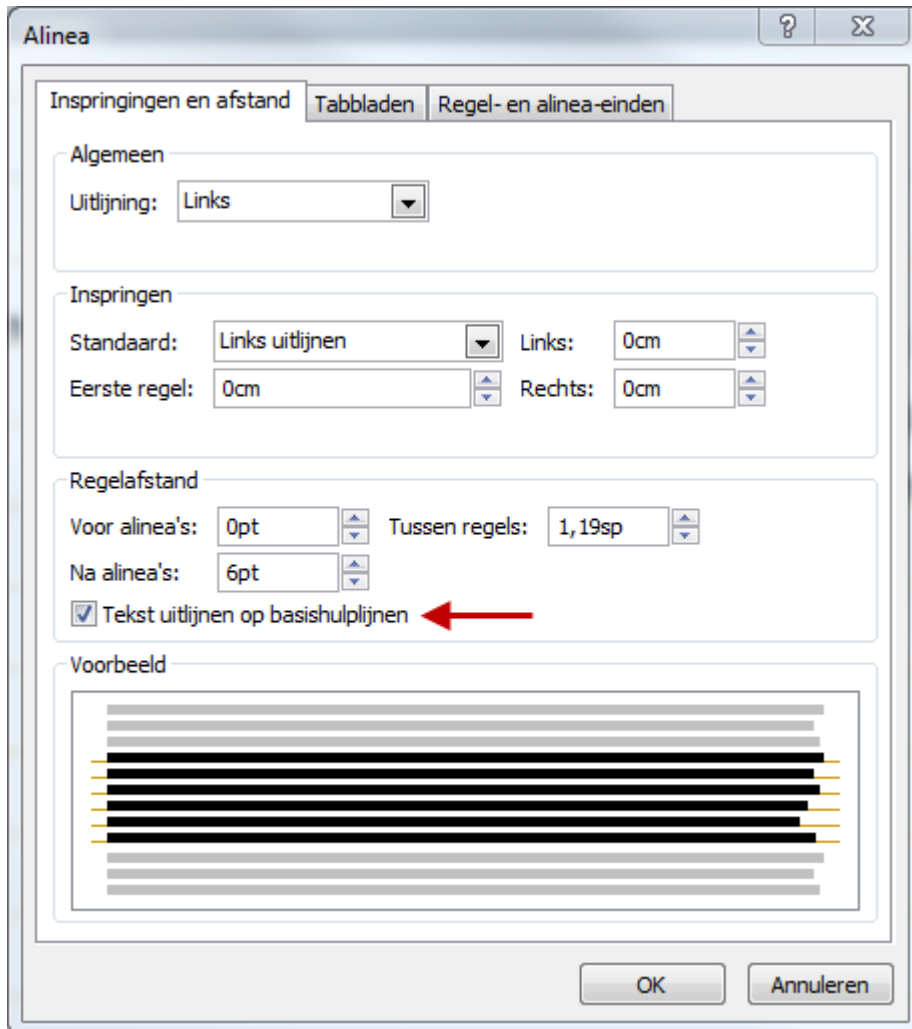 Alinea
Inspringingen en afstand Tabbladen Regel- en alinea-einden
Algemeen
Uitlijning: Links
Inspringen
Standaard: Links uitlijnen Links: 0cm
Eerste regel: 0cm Rechts: 0cm
Regelafstand
Voor alinea's: 0pt Tussen regels: 1,19sp
Na alinea's: 6pt
Tekst uitlijnen op basishulplijnen
Voorbeeld
OK Annuleren